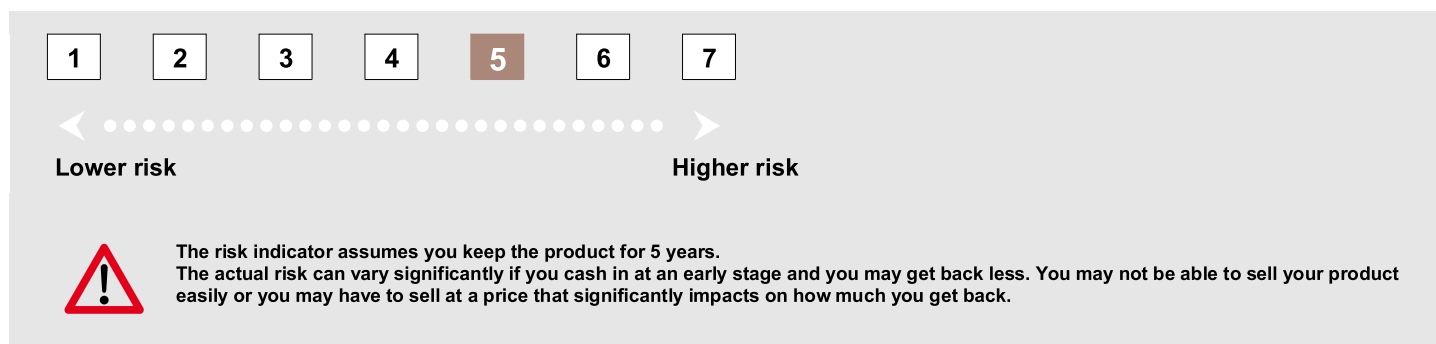 1 2 3 4 5 6 7
Lower risk Higher risk
The risk indicator assumes you keep the product for 5 years.
The actual risk can vary significantly if you cash in at an early stage and you may get back less. You may not be able to sell your product
easily or you may have to sell at a price that significantly impacts on how much you get back.